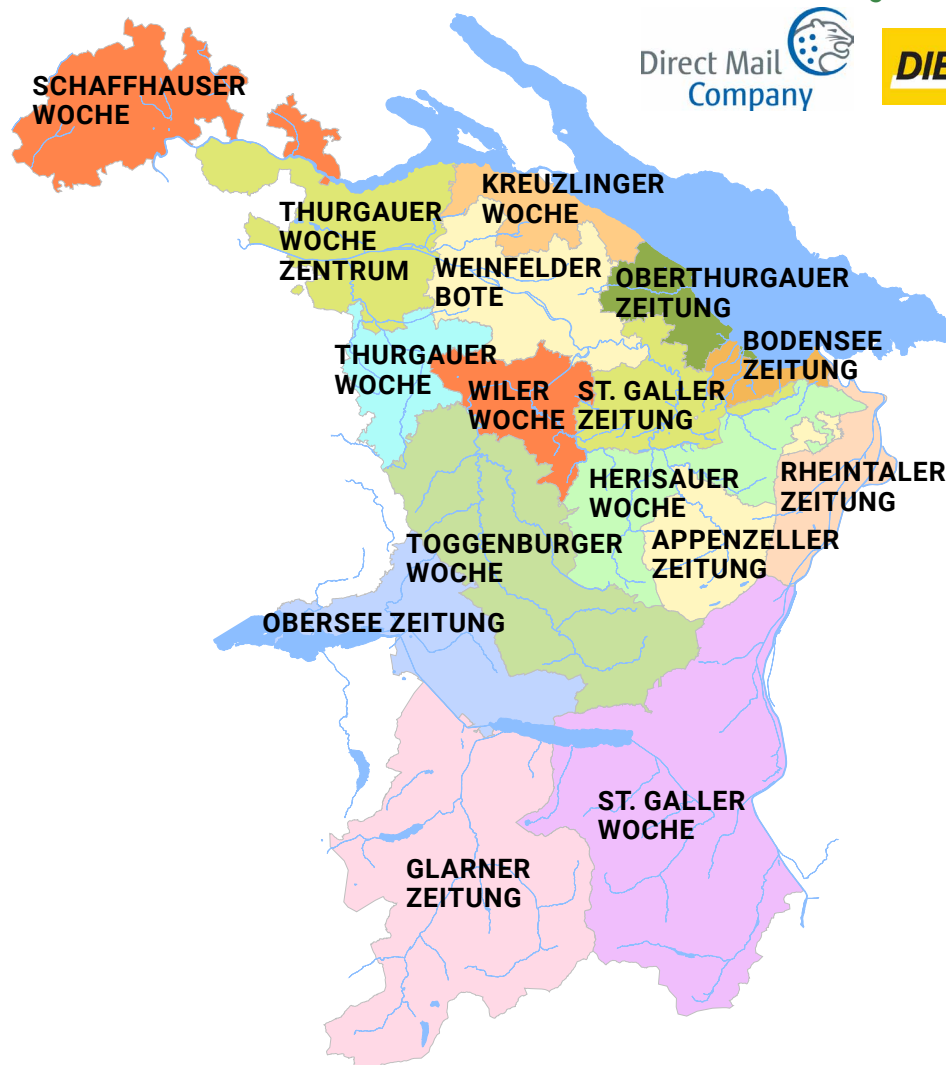 Direct Mail
Company
DIE
SCHAFFHAUSER
WOCHE
KREUZLINGER
WOCHE
THURGAUER
WOCHE
ZENTRUM
WEINFELDER
BOTE
OBERTHURGAUER
ZEITUNG
BODENSEE
ZEITUNG
THURGAUER
WOCHE
WILER
WOCHE
ST. GALLER
ZEITUNG
HERISAUER
WOCHE
RHEINTALER
ZEITUNG
APPENZELLER
ZEITUNG
TOGGENBURGER
WOCHE
OBERSEE ZEITUNG
ST. GALLER
WOCHE
GLARNER
ZEITUNG